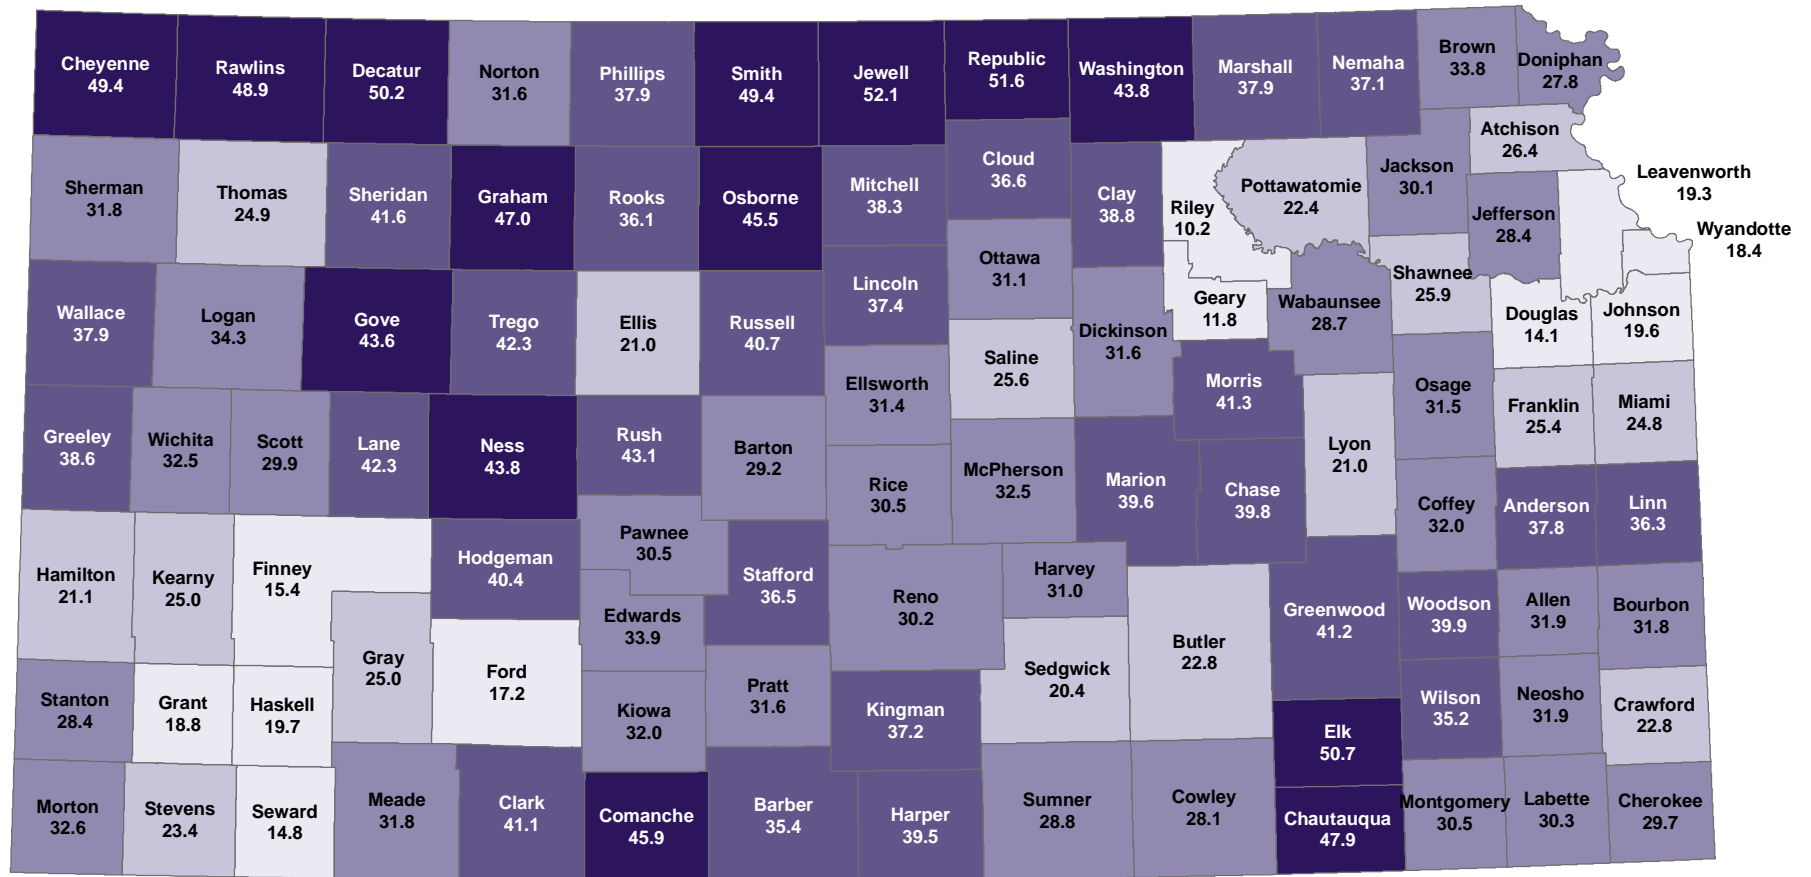 Cheyenne
49.4
Rawlins
48.9
Decatur
50.2
Norton
31.6
Phillips
37.9
Smith
49.4
Jewell
52.1
Republic
51.6
Washington
43.8
Marshall
37.9
Nemaha
37.1
Brown
33.8
Doniphan
27.8
Sherman
31.8
Thomas
24.9
Sheridan
41.6
Graham
47.0
Rooks
36.1
Osborne
45.5
Mitchell
38.3
Cloud
36.6
Clay
38.8
Riley
10.2
Pottawatomie
22.4
Jackson
30.1
Atchison
26.4
Jefferson
28.4
Leavenworth
19.3
Wyandotte
18.4
Wallace
37.9
Logan
34.3
Gove
43.6
Trego
42.3
Ellis
21.0
Russell
40.7
Lincoln
37.4
Ottawa
31.1
Saline
25.6
Dickinson
31.6
Geary
11.8
Wabaunsee
28.7
Shawnee
25.9
Douglas
14.1
Johnson
19.6
Greeley
38.6
Wichita
32.5
Scott
29.9
Lane
42.3
Ness
43.8
Rush
43.1
Barton
29.2
Ellsworth
31.4
Rice
30.5
McPherson
32.5
Marion
39.6
Morris
41.3
Chase
39.8
Lyon
21.0
Osage
31.5
Franklin
25.4
Miami
24.8
Coffey
32.0
Anderson
37.8
Linn
36.3
Hamilton
21.1
Kearny
25.0
Finney
15.4
Hodgeman
40.4
Pawnee
30.5
Stafford
36.5
Edwards
33.9
Reno
30.2
Harvey
31.0
Butler
22.8
Greenwood
41.2
Woodson
39.9
Allen
31.9
Bourbon
31.8
Stanton
28.4
Grant
18.8
Haskell
19.7
Gray
25.0
Ford
17.2
Kiowa
32.0
Pratt
31.6
Kingman
37.2
Sedgwick
20.4
Elk
50.7
Wilson
35.2
Neosho
31.9
Crawford
22.8
Morton
32.6
Stevens
23.4
Seward
14.8
Meade
31.8
Clark
41.1
Comanche
45.9
Barber
35.4
Harper
39.5
Sumner
28.8
Cowley
28.1
Chautauqua
47.9
Montgomery
30.5
Labette
30.3
Cherokee
29.7